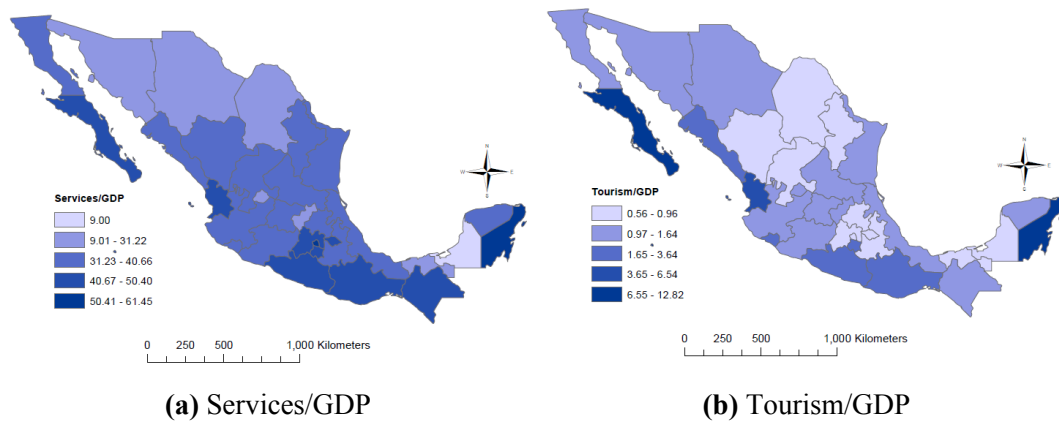 N
W E
S
Services/GDP
9.00
9.01 - 31.22
31.23 - 40.66
40.67 - 50.40
50.41 - 61.45
0 250 500 1,000 Kilometers
(a) Services/GDP
N
W E
S
Tourism/GDP
0.56 - 0.96
0.97 - 1.64
1.65 - 3.64
3.65 - 6.54
6.55 - 12.82
0 250 500 1,000 Kilometers
(b) Tourism/GDP